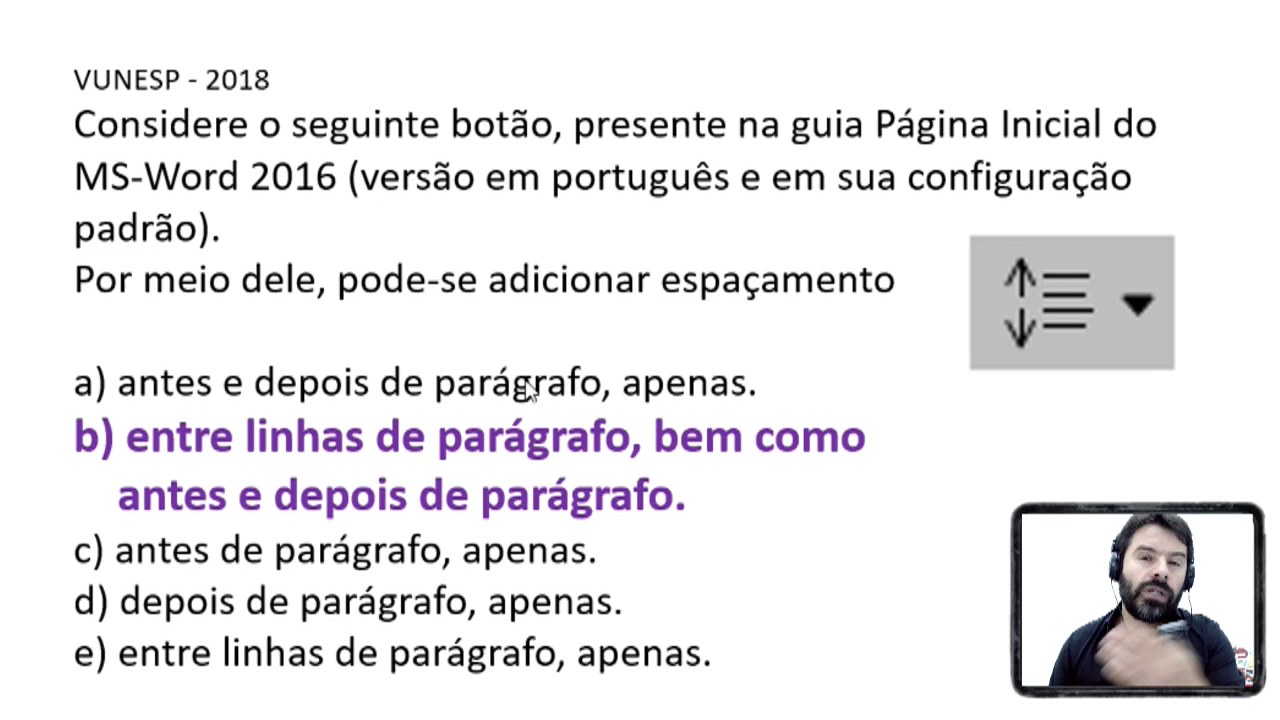 VUNESP - 2018
Considere o seguinte botão, presente na guia Página Inicial do
MS-Word 2016 (versão em português e em sua configuração
padrão).
Por meio dele, pode-se adicionar espaçamento
a) antes e depois de parágrafo, apenas.
b) entre linhas de parágrafo, bem como
antes e depois de parágrafo.
c) antes de parágrafo, apenas.
d) depois de parágrafo, apenas.
e) entre linhas de parágrafo, apenas.